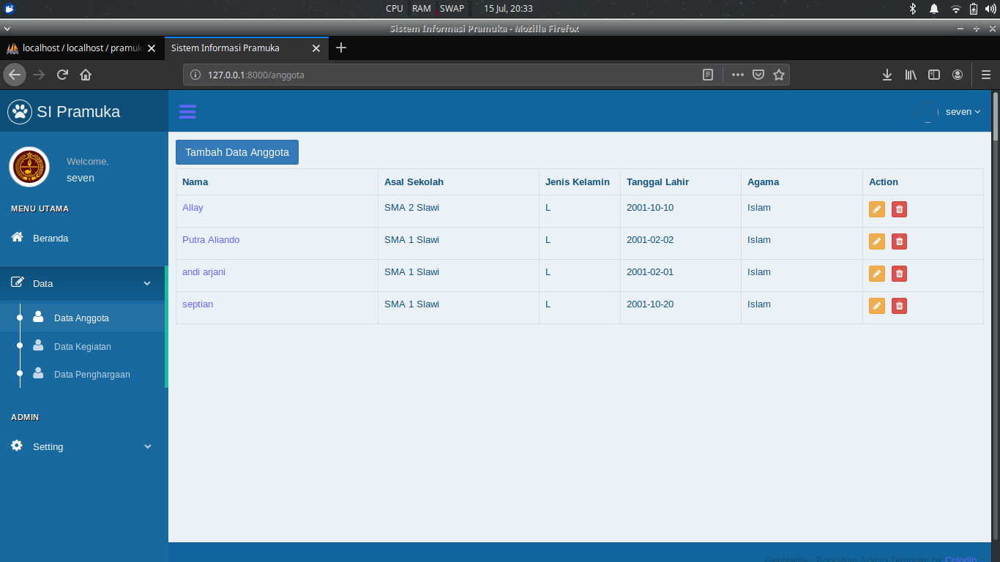 CPU RAM SWAP 15 Jul, 20:33
Sistem Informasi Pramuka - Mozilla Firefox
localhost / localhost / pramuk
Sistem Informasi Pramuka
127.0.0.1:8000/anggota
SI Pramuka
seven
Welcome,
seven
MENU UTAMA
Beranda
Data
Data Anggota
Data Kegiatan
Data Penghargaan
ADMIN
Setting
Tambah Data Anggota
Nama Asal Sekolah Jenis Kelamin Tanggal Lahir Agama Action
Allay SMA 2 Slawi L 2001-10-10 Islam
Putra Aliando SMA 1 Slawi L 2001-02-02 Islam
andi arjani SMA 1 Slawi L 2001-02-01 Islam
septian SMA 1 Slawi L 2001-10-20 Islam
Gentelella - Bootstrap Admin Template by Colorlib